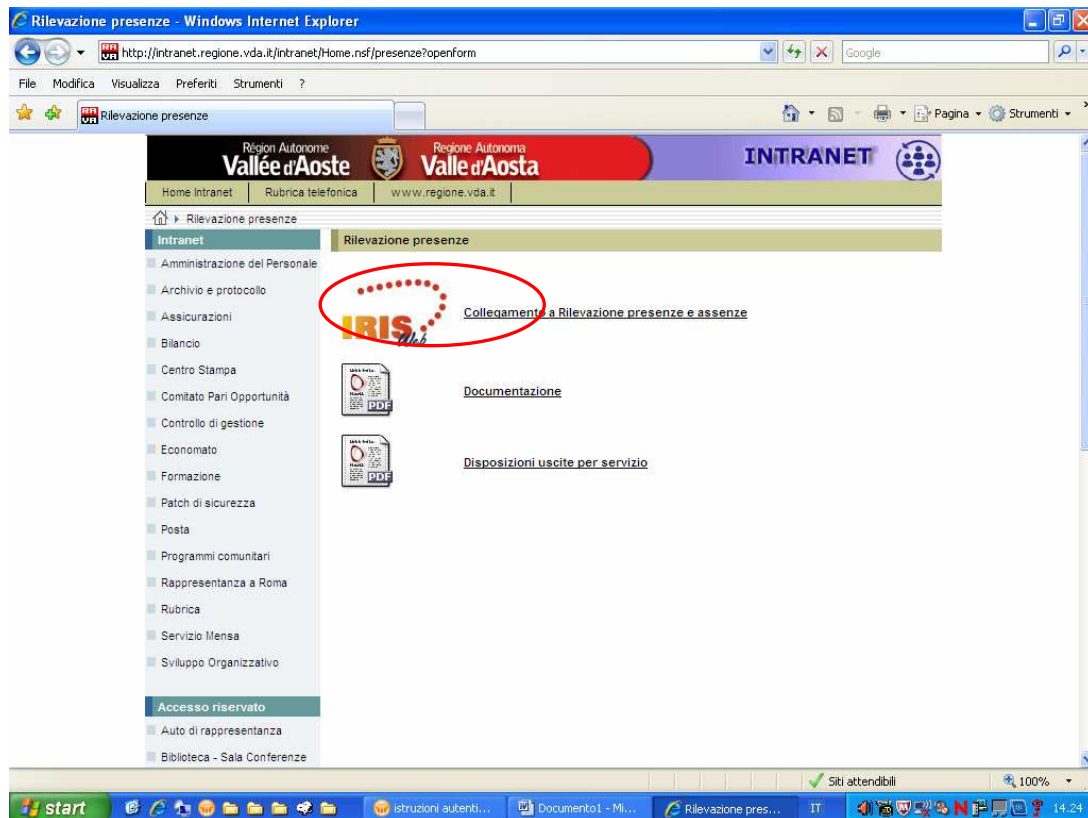 Rilevazione presenze - Windows Internet Explorer
http://intranet.regione.vda.it/intranet/Home.nsf/presenze?openform
Google
File Modifica Visualizza Preferiti Strumenti ?
Rilevazione presenze
Pagina
Strumenti
Région Autonome
Vallée d'Aoste
Regione Autonoma
Valle d'Aosta
INTRANET
Home Intranet
Rubrica telefonica
www.regione.vda.it
Rilevazione presenze
Intranet
Amministrazione del Personale
Archivio e protocollo
Assicurazioni
Bilancio
Centro Stampa
Comitato Pari Opportunità
Controllo di gestione
Economato
Formazione
Patch di sicurezza
Posta
Programmi comunitari
Rappresentanza a Roma
Rubrica
Servizio Mensa
Sviluppo Organizzativo
Accesso riservato
Auto di rappresentanza
Biblioteca - Sala Conferenze
Rilevazione presenze
IRIS
Web
Collegamento a Rilevazione presenze e assenze
PDF
Documentazione
PDF
Disposizioni uscite per servizio
Siti attendibili
100%
start
istruzioni autenti...
Documento1 - Mi...
Rilevazione pres...
IT
14.24